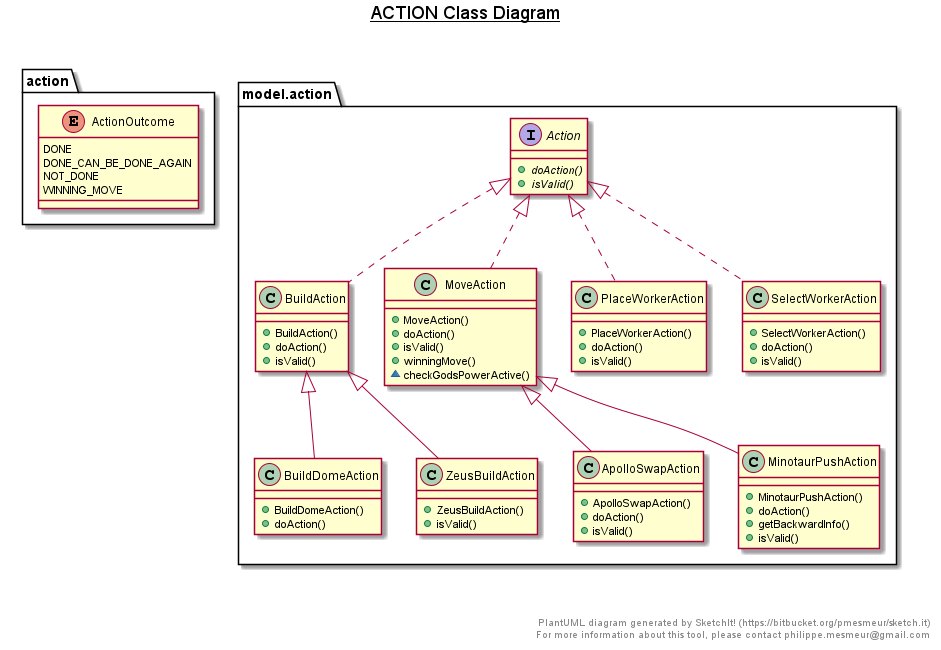 ACTION Class Diagram
action
E ActionOutcome
DONE
DONE_CAN_BE_DONE_AGAIN
NOT_DONE
WINNING_MOVE
model.action
I Action
doAction()
isValid()
C BuildAction
BuildAction()
doAction()
isValid()
C MoveAction
MoveAction()
doAction()
isValid()
winningMove()
checkGodsPowerActive()
C PlaceWorkerAction
PlaceWorkerAction()
doAction()
isValid()
C SelectWorkerAction
SelectWorkerAction()
doAction()
isValid()
C BuildDomeAction
BuildDomeAction()
doAction()
C ZeusBuildAction
ZeusBuildAction()
isValid()
C ApolloSwapAction
ApolloSwapAction()
doAction()
isValid()
C MinotaurPushAction
MinotaurPushAction()
doAction()
getBackwardInfo()
isValid()
PlantUML diagram generated by SketchIt! (https://bitbucket.org/pmesmeur/sketch.it)
For more information about this tool, please contact philippe.mesmeur@gmail.com